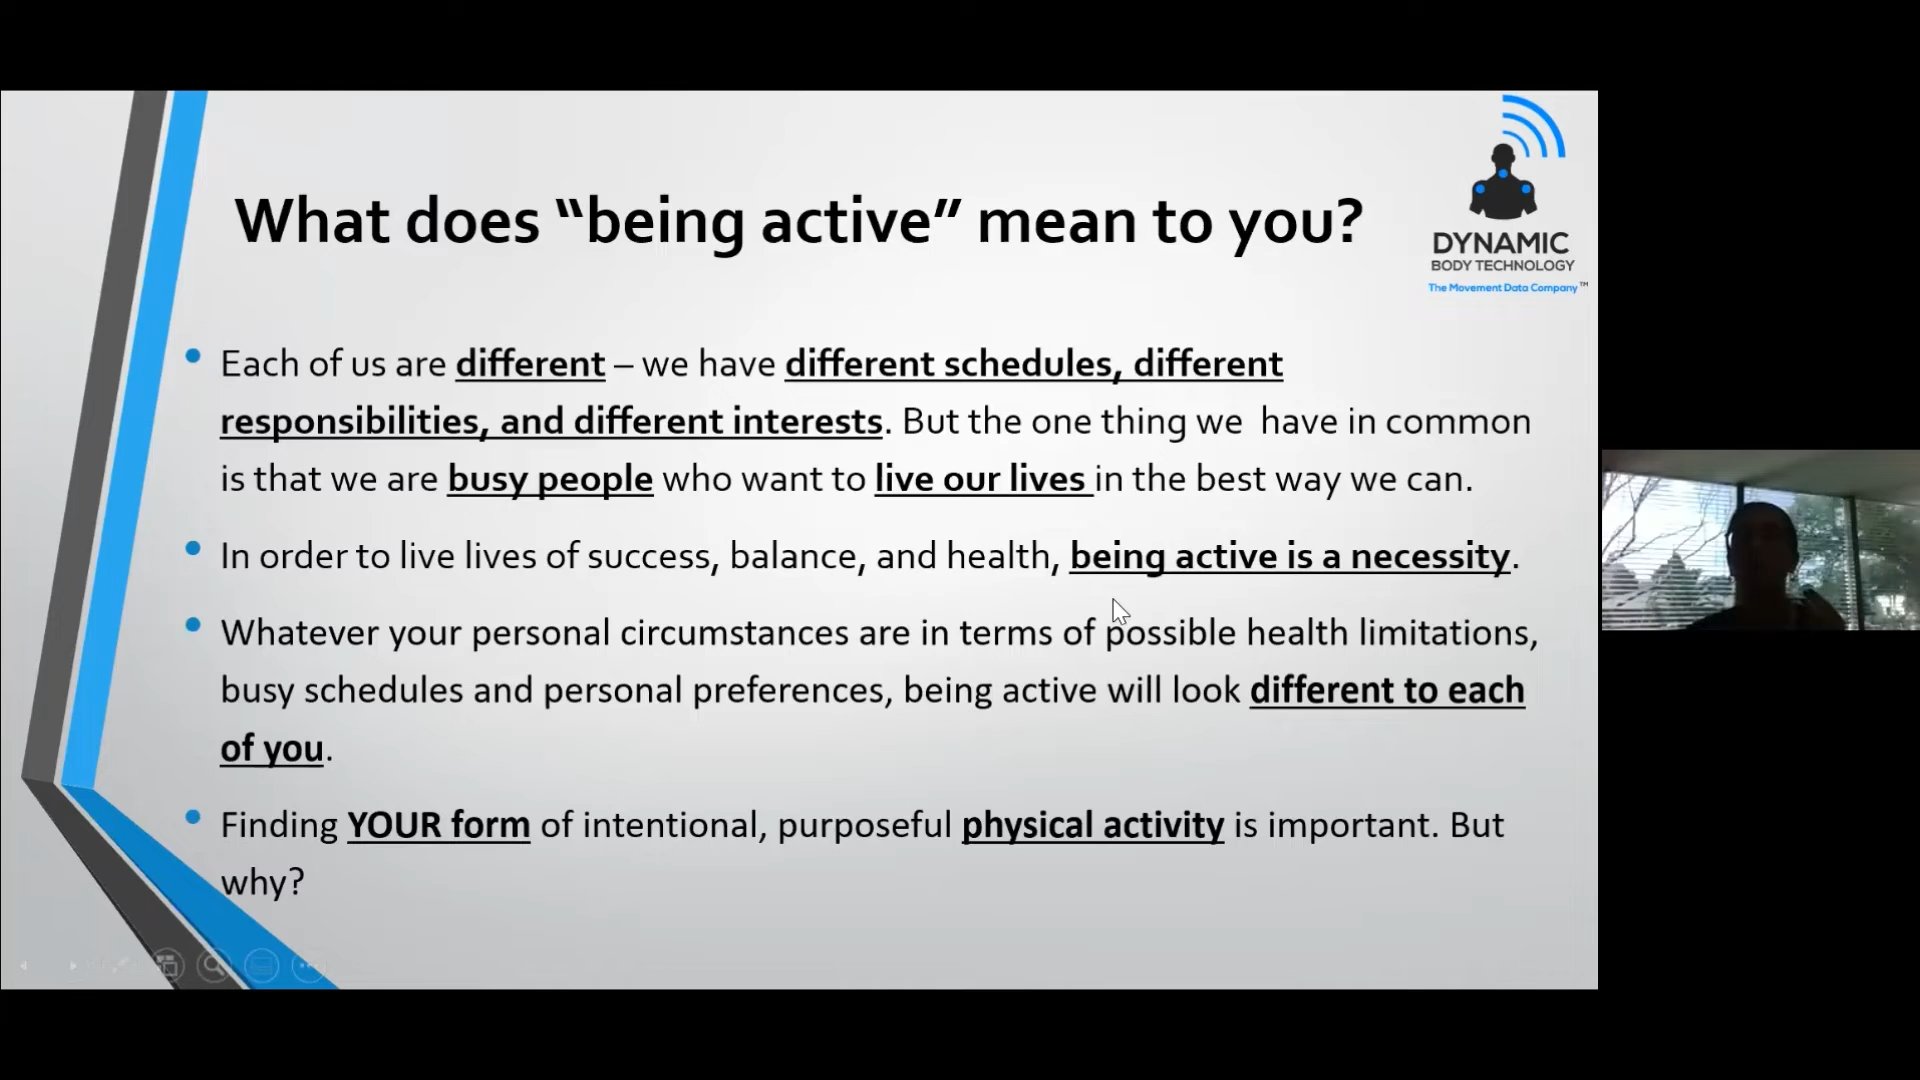 What does “being active” mean to you?
DYNAMIC
BODY TECHNOLOGY
The Movement Data Company™
• Each of us are different – we have different schedules, different
responsibilities, and different interests. But the one thing we  have in common
is that we are busy people who want to live our lives in the best way we can.
• In order to live lives of success, balance, and health, being active is a necessity.
• Whatever your personal circumstances are in terms of possible health limitations,
busy schedules and personal preferences, being active will look different to each
of you.
• Finding YOUR form of intentional, purposeful physical activity is important. But
why?